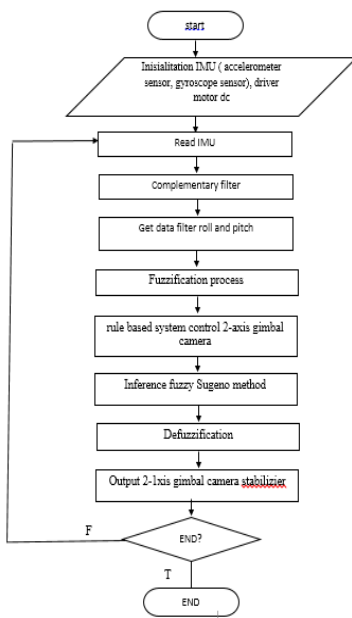 start
Inisialitation IMU ( accelerometer
sensor, gyroscope sensor), driver
motor dc
Read IMU
Complementary filter
Get data filter roll and pitch
Fuzzification process
rule based system control 2-axis gimbal
camera
Inference fuzzy Sugeno method
Defuzzification
Output 2-1xis gimbal camera stabilizier
F
END?
T
END